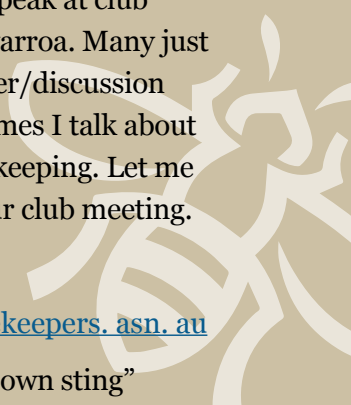 peak at club
arroa. Many just
er/discussion
mes I talk about
keeping. Let me
ur club meeting.
keepers. asn. au
own sting”